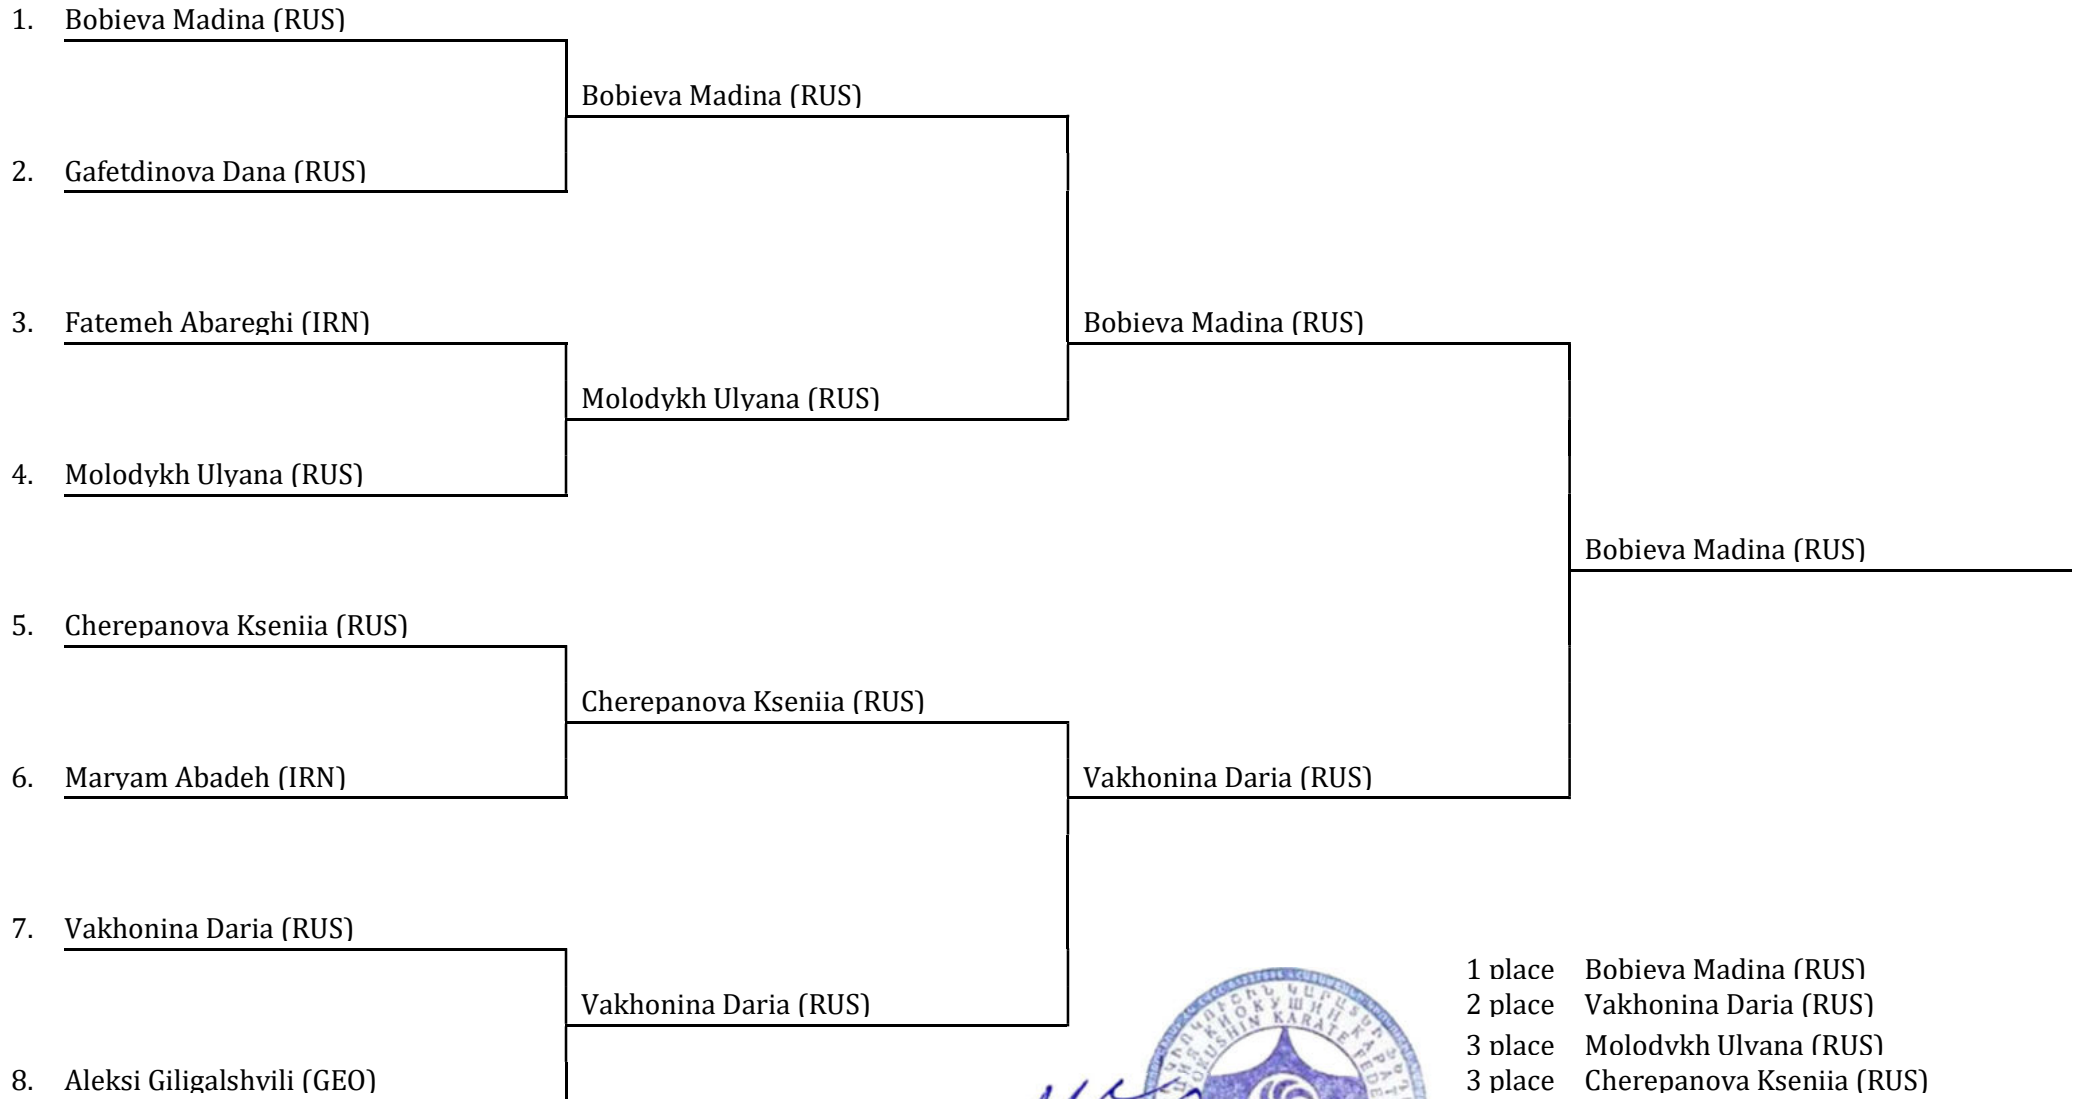 1. Bobieva Madina (RUS)
Bobieva Madina (RUS)
2. Gafetdinova Dana (RUS)
3. Fatemeh Abareghi (IRN)
Bobieva Madina (RUS)
Molodykh Ulyana (RUS)
4. Molodykh Ulyana (RUS)
Bobieva Madina (RUS)
5. Cherepanova Kseniia (RUS)
Cherepanova Kseniia (RUS)
6. Maryam Abadeh (IRN)
Vakhonina Daria (RUS)
7. Vakhonina Daria (RUS)
Vakhonina Daria (RUS)
8. Aleksi Giligalshvili (GEO)
1 place Bobieva Madina (RUS)
2 place Vakhonina Daria (RUS)
3 place Molodykh Ulyana (RUS)
3 place Cherepanova Kseniia (RUS)
KARATE